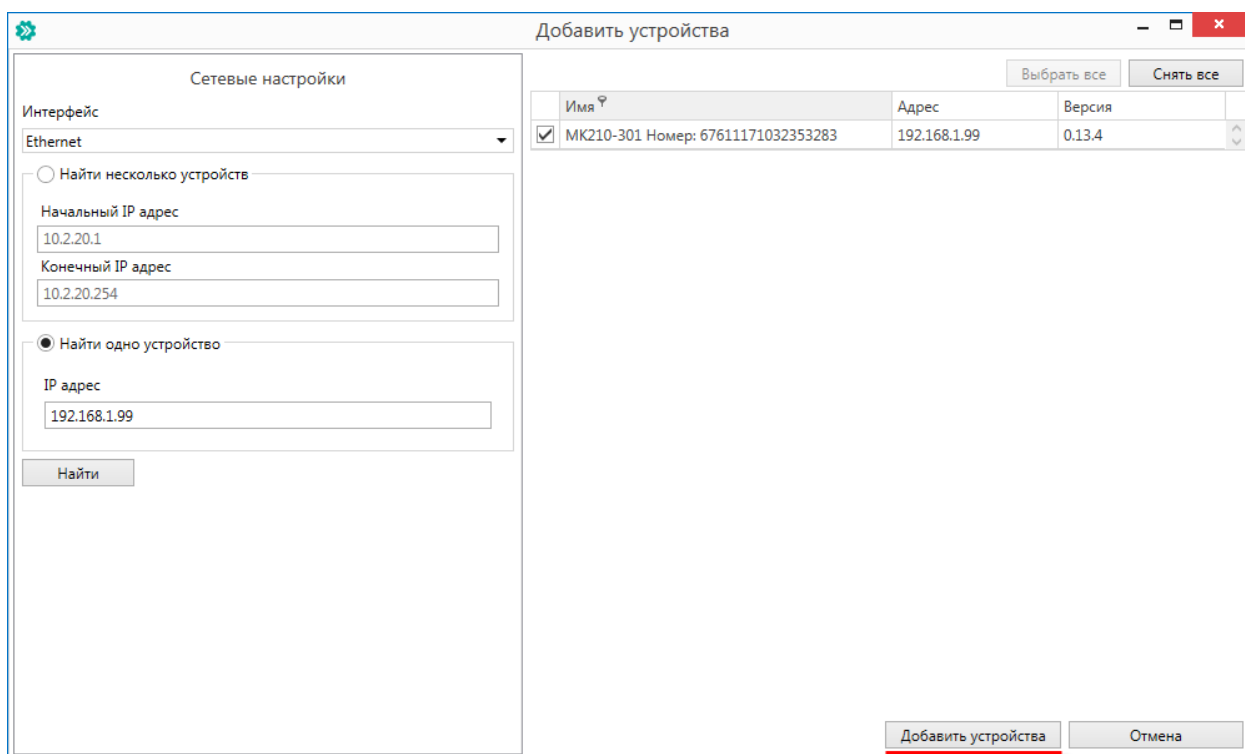 Добавить устройства
Сетевые настройки
Интерфейс
Ethernet
Найти несколько устройств
Начальный IP адрес
10.2.20.1
Конечный IP адрес
10.2.20.254
Найти одно устройство
IP адрес
192.168.1.99
Найти
Выбрать все Снять все
Имя Адрес Версия
МК210-301 Номер: 67611171032353283 192.168.1.99 0.13.4
Добавить устройства Отмена